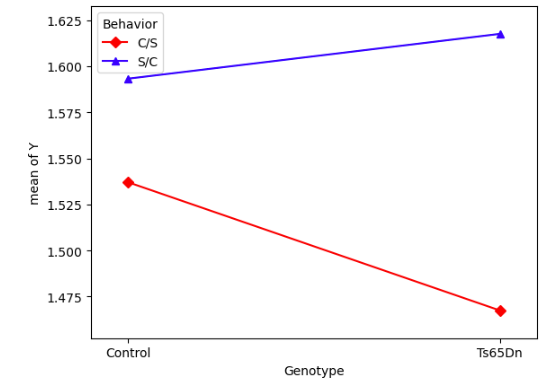 Behavior
C/S
S/C
1.625
1.600
1.575
1.550
1.525
1.500
1.475
mean of Y
Control
Ts65Dn
Genotype